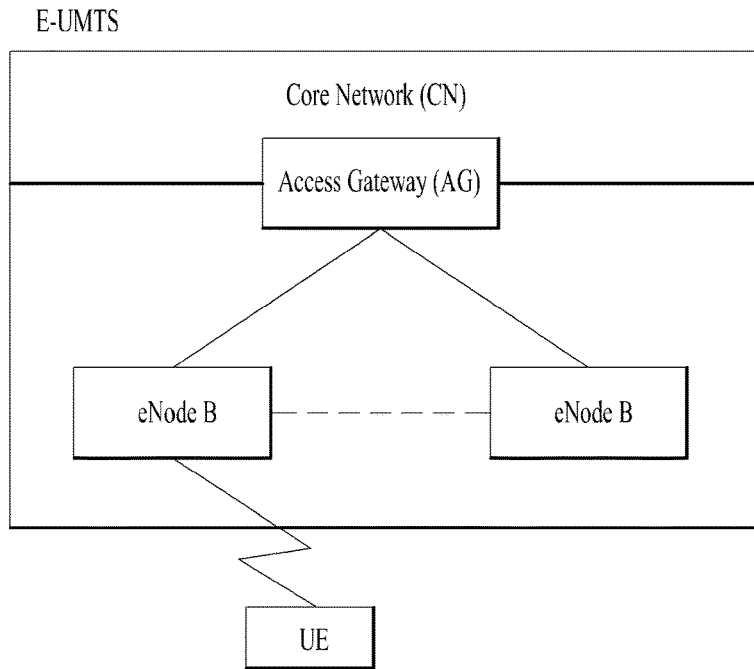 E-UMTS
Core Network (CN)
Access Gateway (AG)
eNode B
eNode B
UE